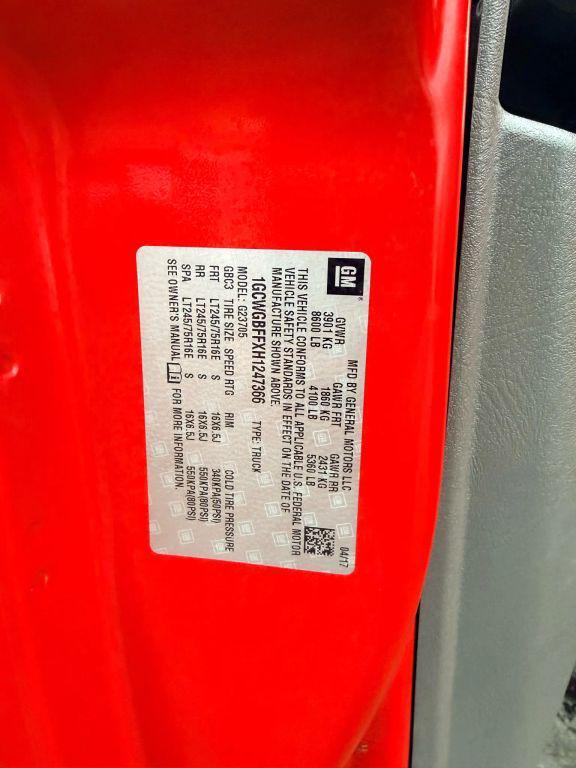 GM ®
MFD BY GENERAL MOTORS LLC 04/17
GVWR GAWR FRT GAWR RR
3901 KG 1860 KG 2431 KG
8600 LB 4100 LB 5360 LB
THIS VEHICLE CONFORMS TO ALL APPLICABLE U.S. FEDERAL MOTOR
VEHICLE SAFETY STANDARDS IN EFFECT ON THE DATE OF
MANUFACTURE SHOWN ABOVE.
1GCWGBFFXH1247366 TYPE: TRUCK
MODEL: G23705
GBC3 TIRE SIZE SPEED RTG RIM COLD TIRE PRESSURE
FRT LT245/75R16E S 16X6.5J 340KPA(50PSI)
RR LT245/75R16E S 16X6.5J 550KPA(80PSI)
SPA LT245/75R16E S 16X6.5J 550KPA(80PSI)
SEE OWNER'S MANUAL FOR MORE INFORMATION.